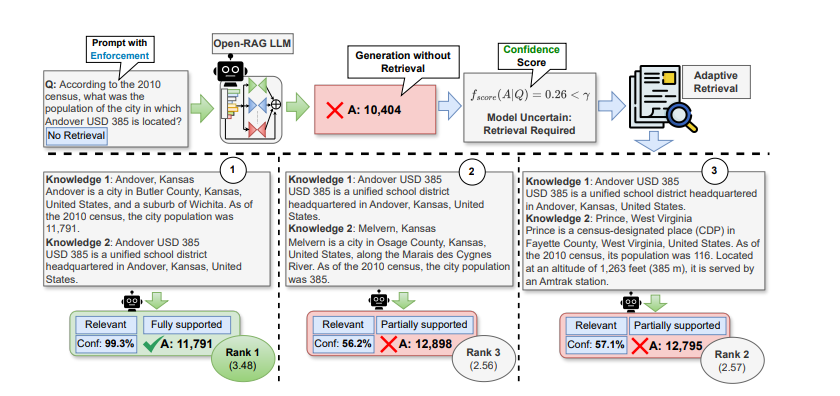 Prompt with
Enforcement
Open-RAG LLM
Generation without
Retrieval
Confidence
Score
Q: According to the 2010
census, what was the
population of the city in which
Andover USD 385 is located?
No Retrieval
A: 10,404
f_score(A|Q) = 0.26 < γ
Model Uncertain:
Retrieval Required
Adaptive
Retrieval
1
Knowledge 1: Andover, Kansas
Andover is a city in Butler County, Kansas,
United States, and a suburb of Wichita. As of
the 2010 census, the city population was
11,791.
Knowledge 2: Andover USD 385
USD 385 is a unified school district
headquartered in Andover, Kansas, United
States.
Relevant
Fully supported
Conf: 99.3%
A: 11,791
Rank 1
(3.48)
2
Knowledge 1: Andover USD 385
USD 385 is a unified school district
headquartered in Andover, Kansas, United
States.
Knowledge 2: Melvern, Kansas
Melvern is a city in Osage County, Kansas,
United States, along the Marais des Cygnes
River. As of the 2010 census, the city population
was 385.
Relevant
Partially supported
Conf: 56.2%
A: 12,898
Rank 3
(2.56)
3
Knowledge 1: Andover USD 385
USD 385 is a unified school district headquartered
in Andover, Kansas, United States.
Knowledge 2: Prince, West Virginia
Prince is a census-designated place (CDP) in
Fayette County, West Virginia, United States. As of
the 2010 census, its population was 116. Located
at an altitude of 1,263 feet (385 m), it is served by
an Amtrak station.
Relevant
Partially supported
Conf: 57.1%
A: 12,795
Rank 2
(2.57)